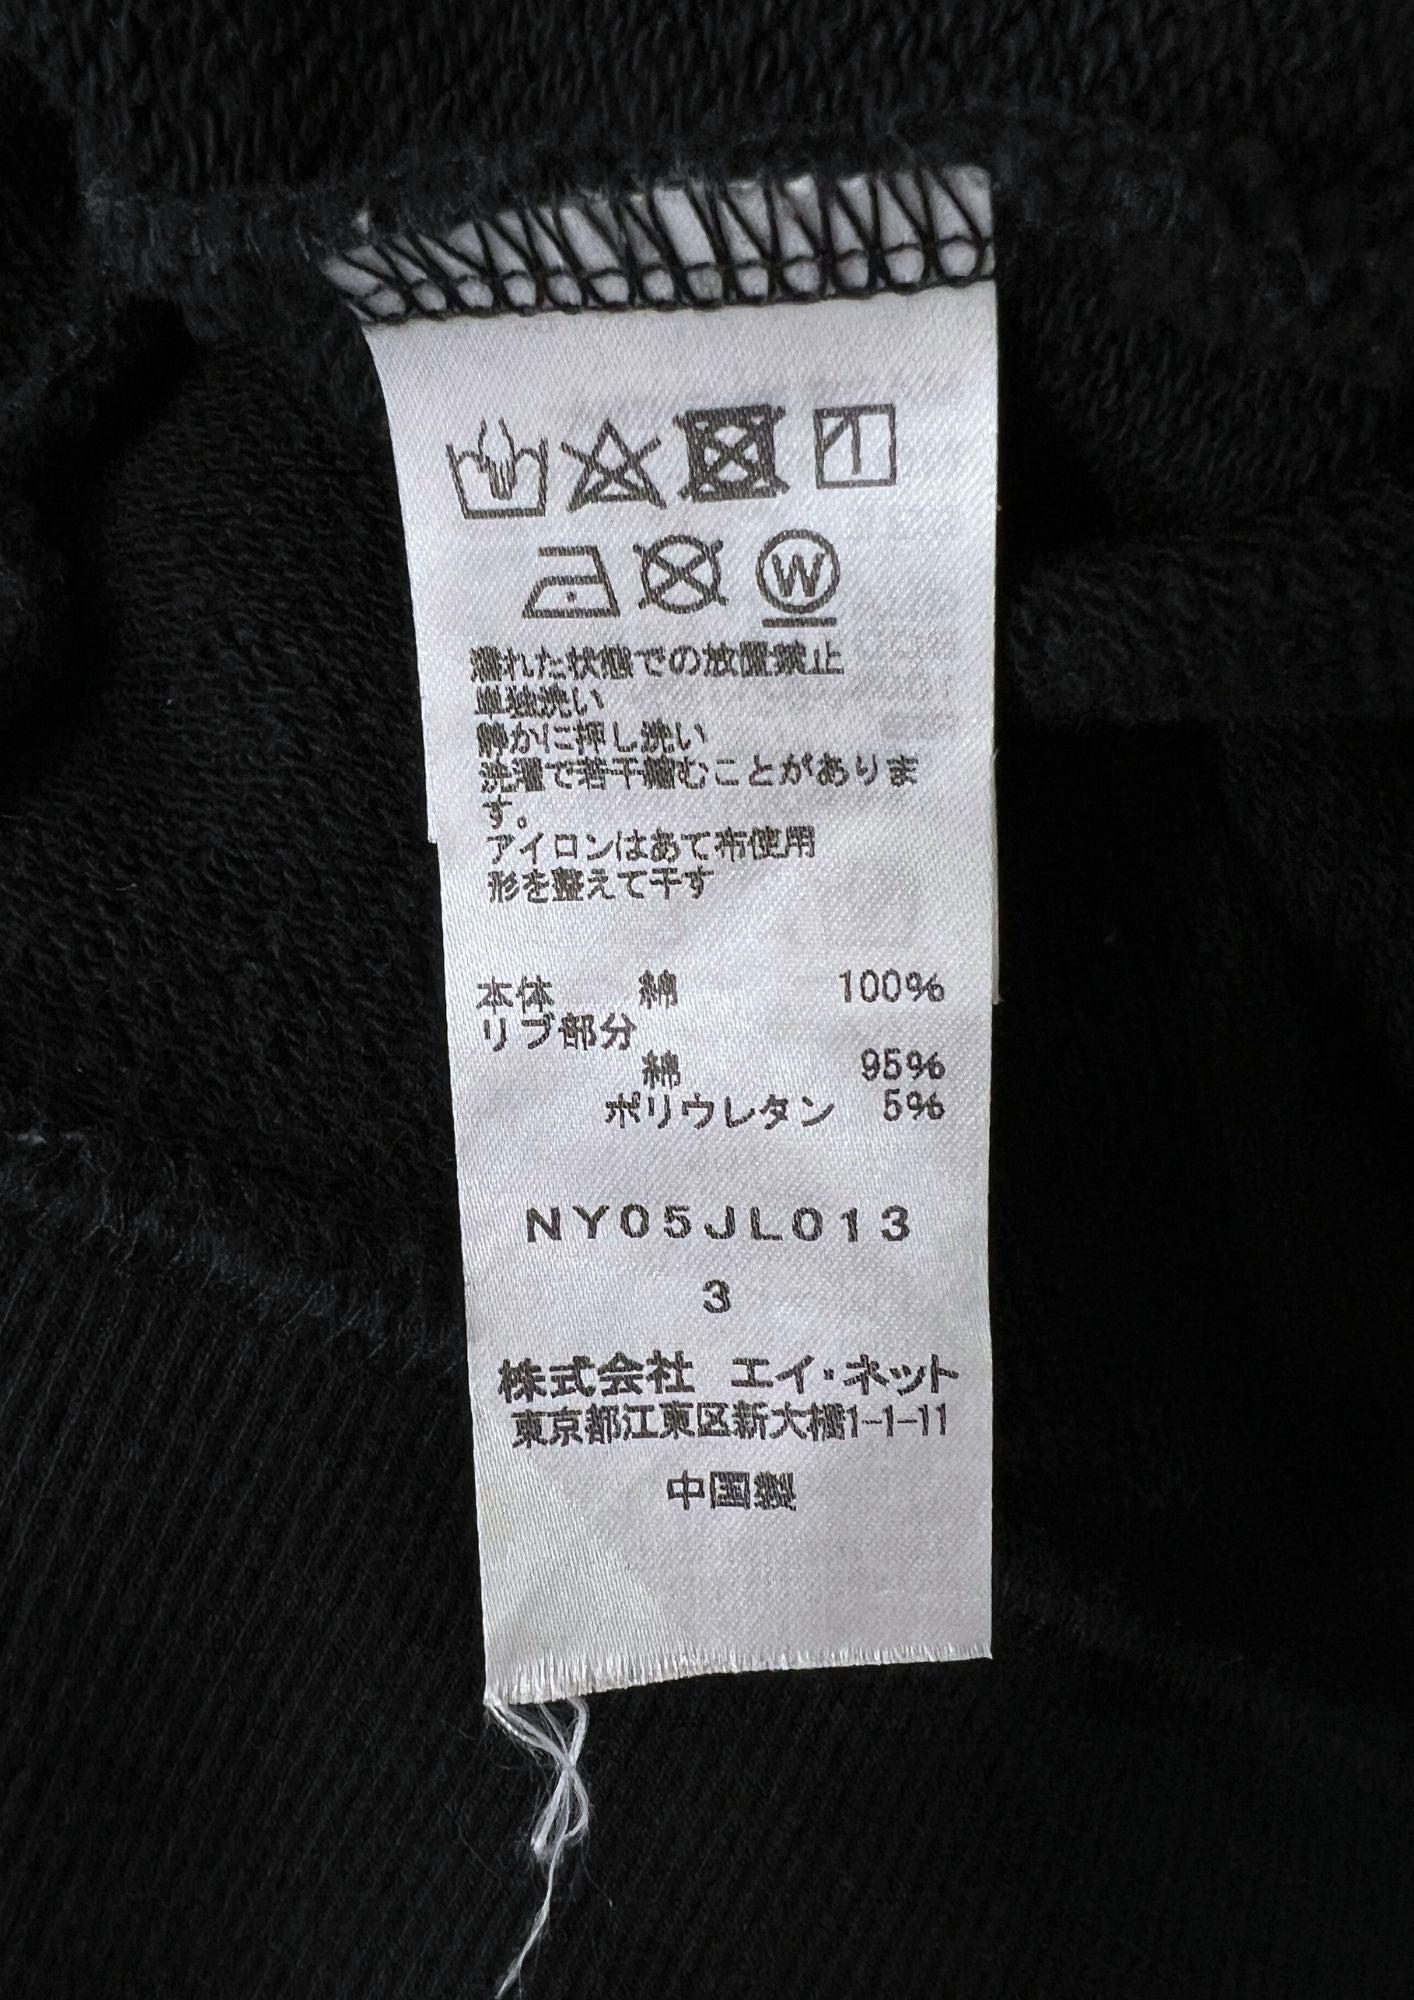 W
濡れた状態での放置禁止
単独洗い
静かに押し洗い
洗濯で若干縮むことがありま
す。
アイロンはあて布使用
形を整えて干す
本体 綿 100%
リブ部分
綿 95%
ポリウレタン 5%
NY05JL013
3
株式会社 エイ・ネット
東京都江東区新大橋1-1-11
中国製